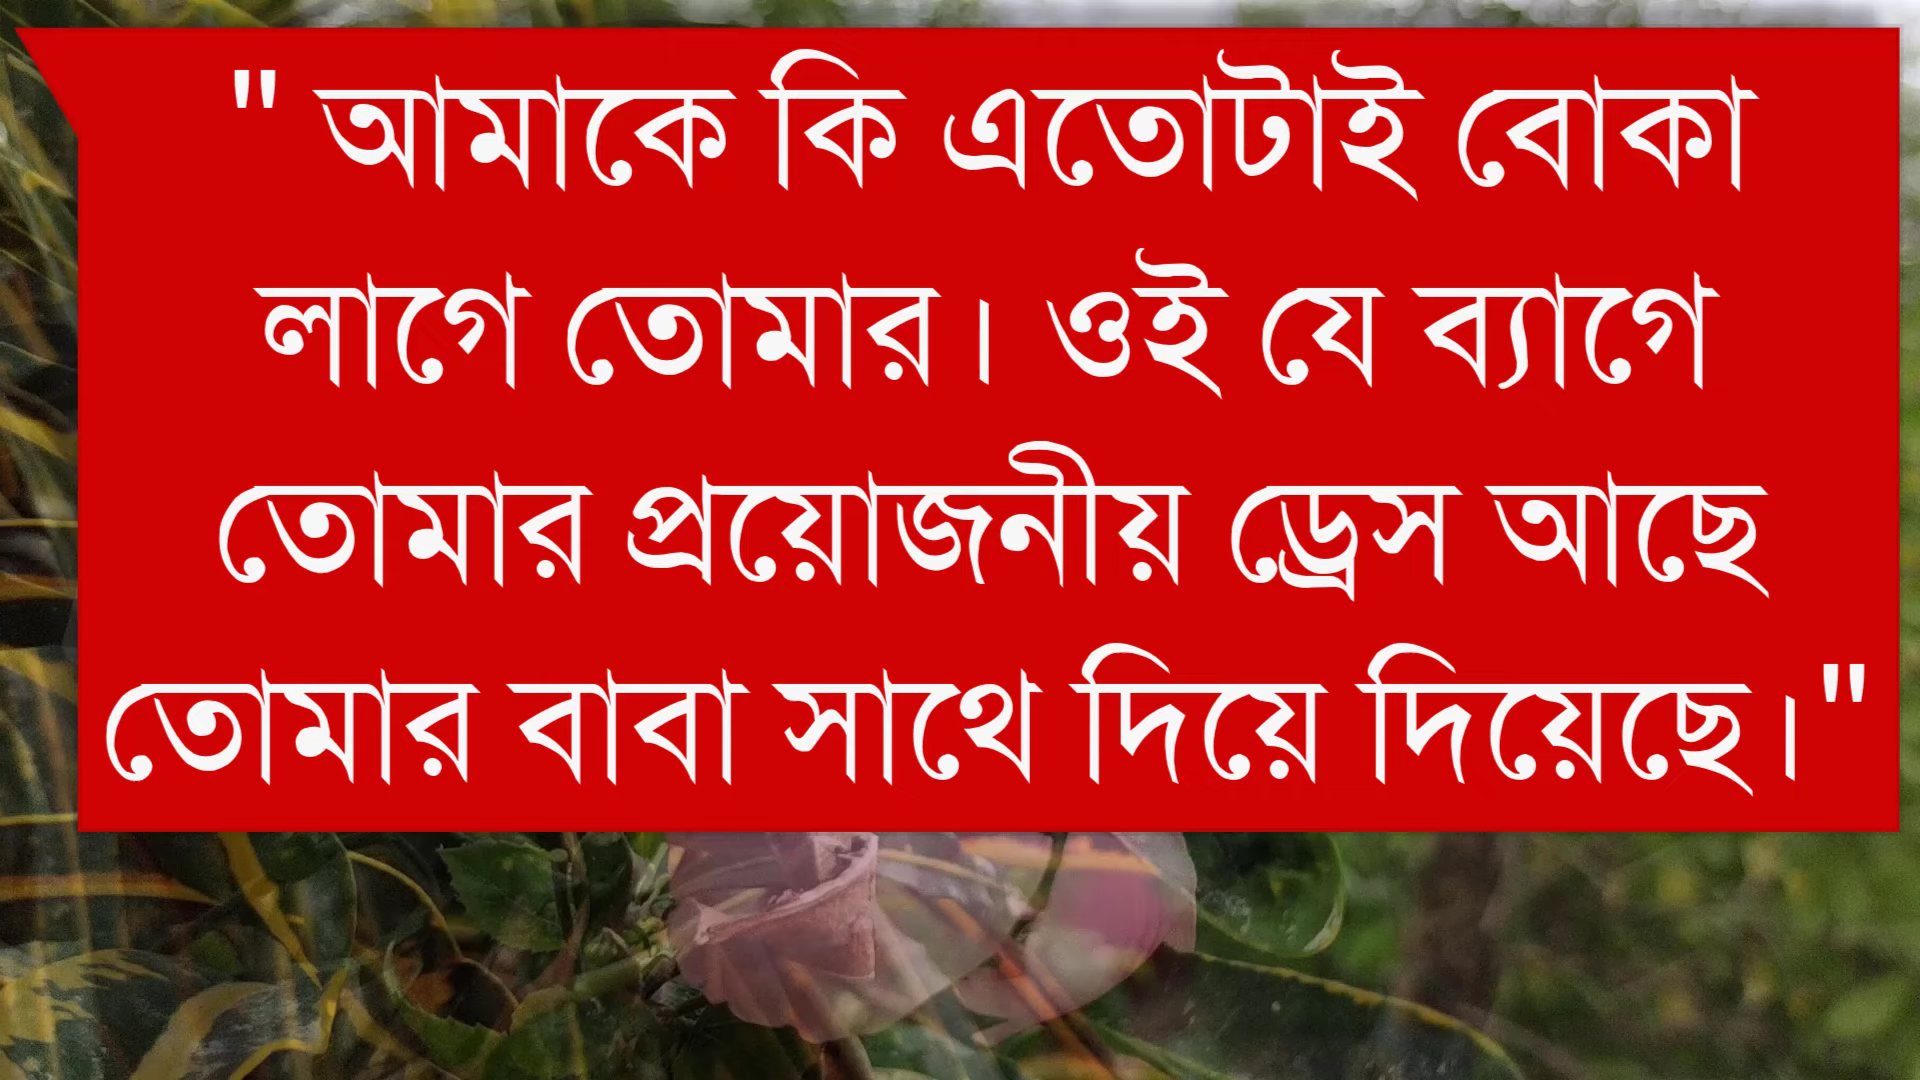 " আমাকে কি এতোটাই বোকা
লাগে তোমার। ওই যে ব্যাগে
তোমার প্রয়োজনীয় ড্রেস আছে
তোমার বাবা সাথে দিয়ে দিয়েছে।"